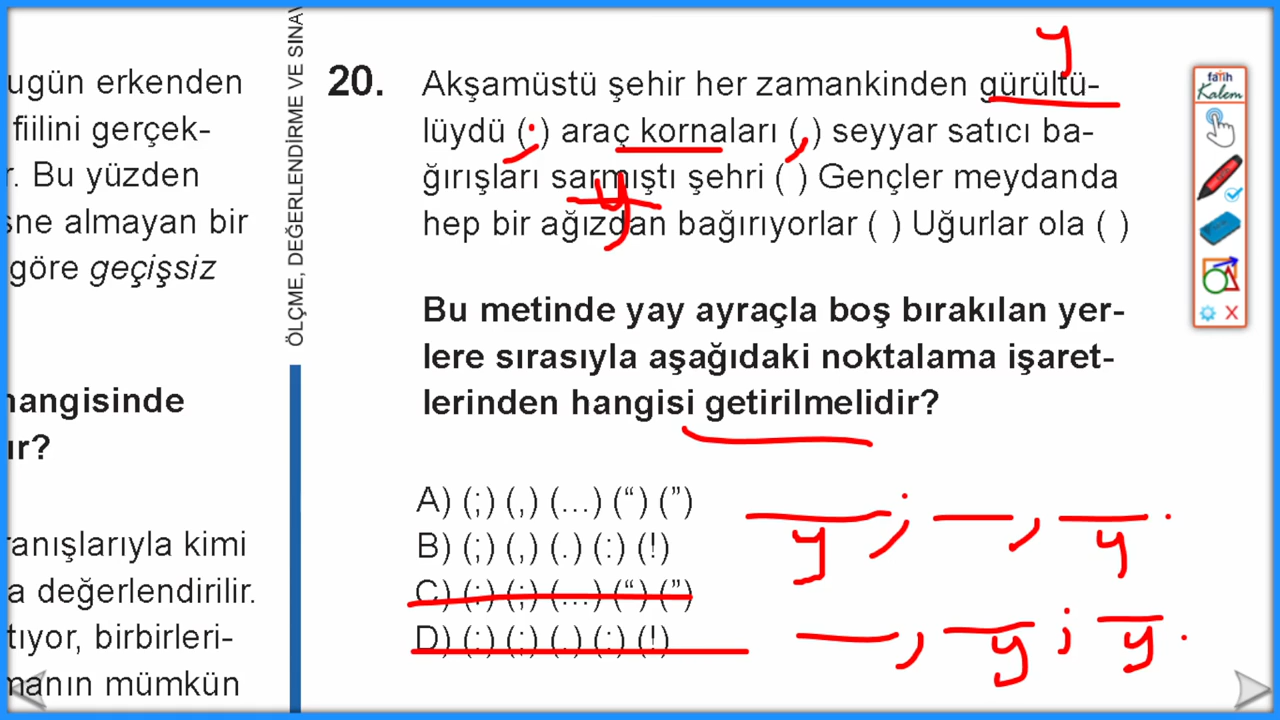 ugün erkenden
fiilini gerçek-
r. Bu yüzden
sne almayan bir
göre geçişsiz
hangisinde
ır?
ranışlarıyla kimi
a değerlendirilir.
tıyor, birbirleri-
manın mümkün
ÖLÇME, DEĞERLENDİRME VE SINAV
y
20. Akşamüstü şehir her zamankinden gürültü-
lüydü (;) araç kornaları (,) seyyar satıcı ba-
ğırışları sarmıştı şehri ( ) Gençler meydanda
y
hep bir ağızdan bağırıyorlar ( ) Uğurlar ola ( )
Bu metinde yay ayraçla boş bırakılan yer-
lere sırasıyla aşağıdaki noktalama işaret-
lerinden hangisi getirilmelidir?
A) (;) (,) (...) (“) (”)
B) (;) (,) (.) (:) (!)
C) (:) (;) (...) (“) (”)
D) (:) (;) (.) (:) (!)
; , .
y y
, ; .
y y
fatih
Kalem